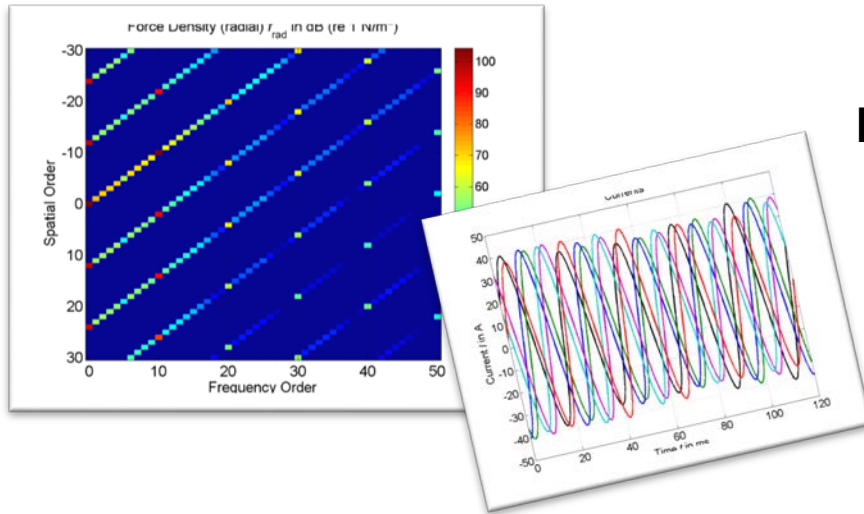 Force Density (radial) r_rad in dB (re 1 N/m²)
-30
-20
-10
0
10
20
30
Spatial Order
0 10 20 30 40 50
Frequency Order
100
90
80
70
60
Currents
50
40
30
20
10
0
-10
-20
-30
-40
-50
Current I in A
0 20 40 60 80 100 120
Time t in ms